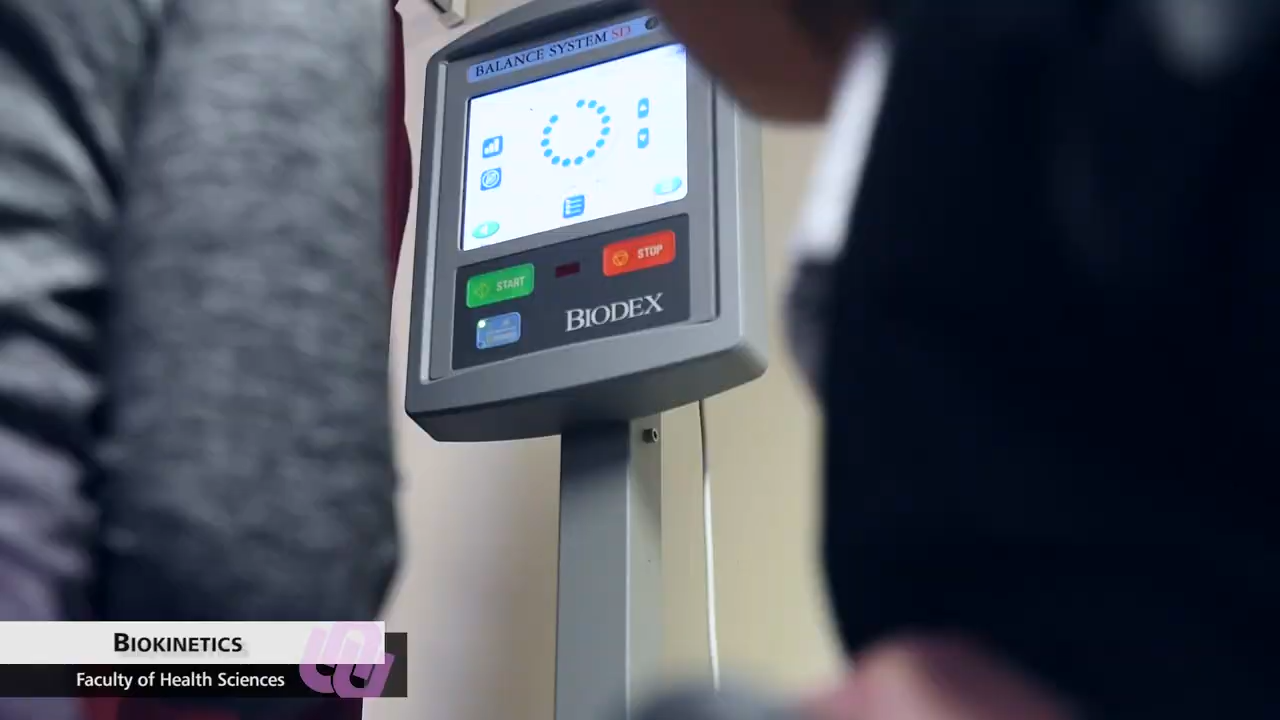 BALANCE SYSTEM SD
START
STOP
BIODEX
BIOKINETICS
Faculty of Health Sciences